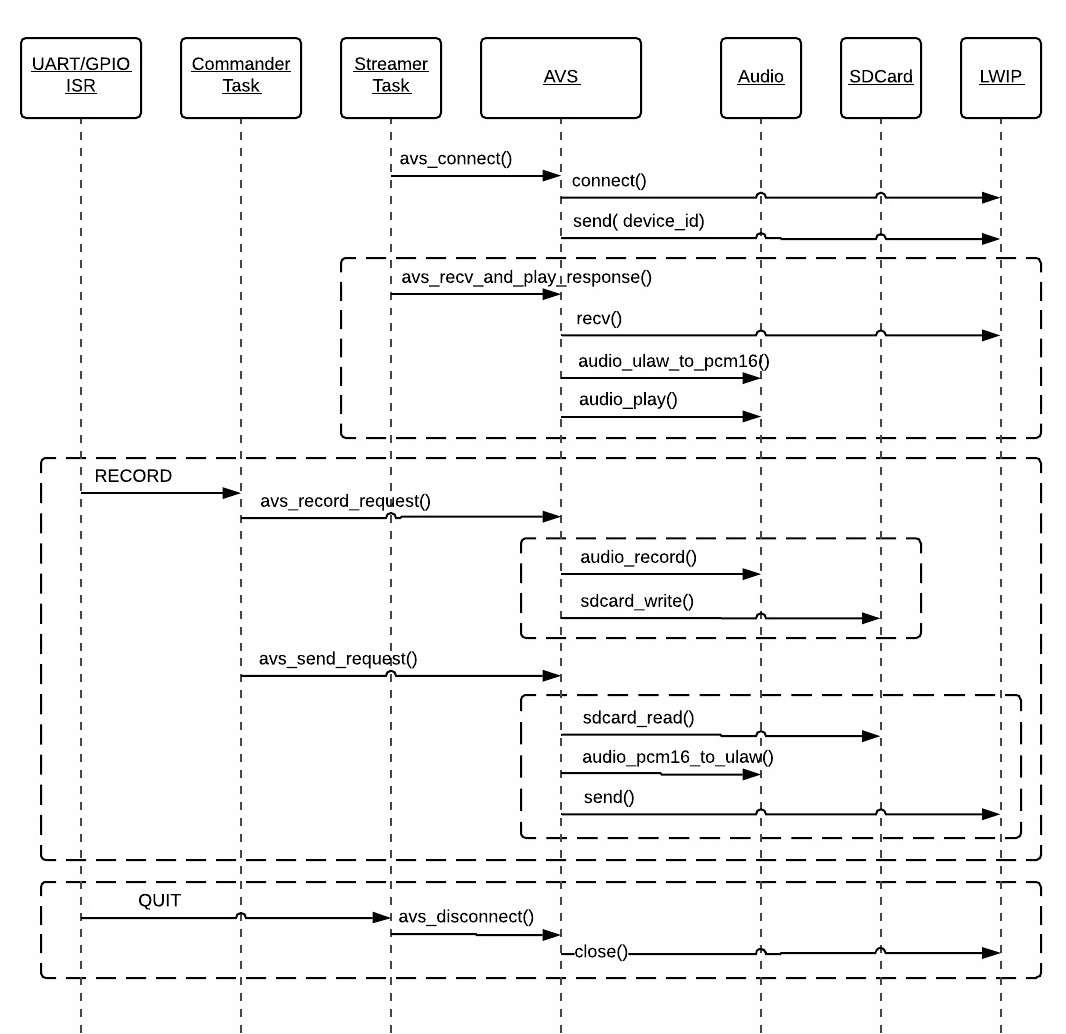 UART/GPIO
ISR
Commander
Task
Streamer
Task
AVS
Audio
SDCard
LWIP
avs_connect()
connect()
send( device_id)
avs_recv_and_play_response()
recv()
audio_ulaw_to_pcm16()
audio_play()
RECORD
avs_record_request()
audio_record()
sdcard_write()
avs_send_request()
sdcard_read()
audio_pcm16_to_ulaw()
send()
QUIT
avs_disconnect()
close()